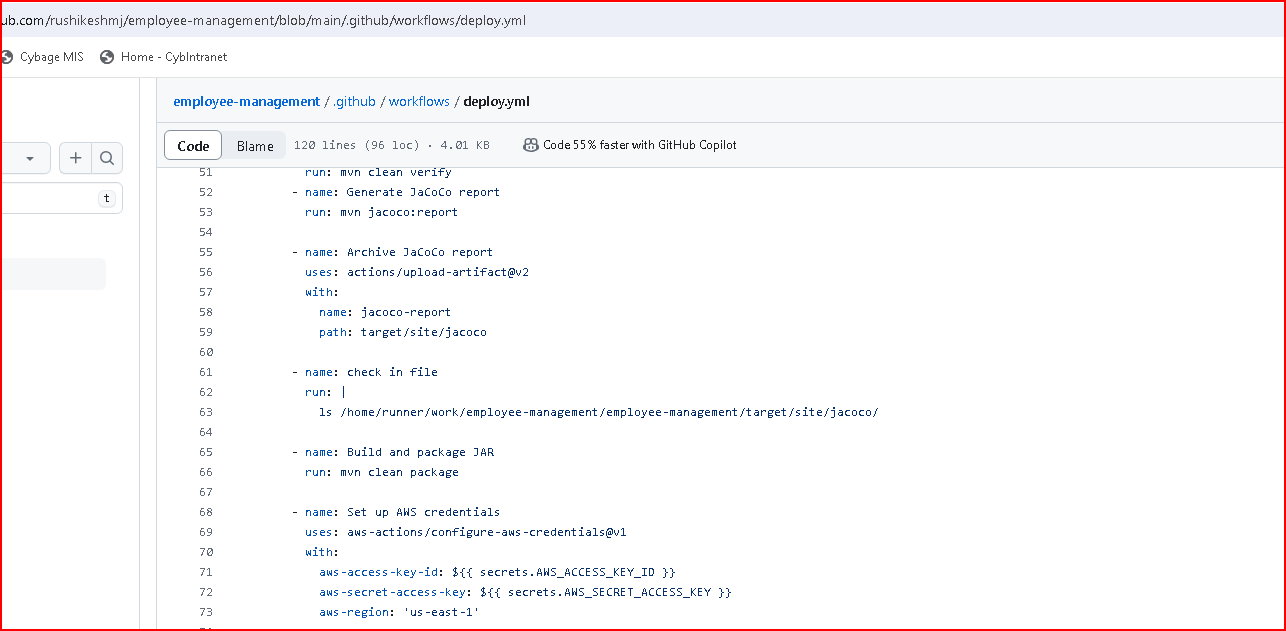 ub.com/rushikeshmj/employee-management/blob/main/.github/workflows/deploy.yml
Cybage MIS Home - CybIntranet
employee-management / .github / workflows / deploy.yml
Code Blame 120 lines (96 loc) · 4.01 KB Code 55% faster with GitHub Copilot
t
51 run: mvn clean verify
52 - name: Generate JaCoCo report
53 run: mvn jacoco:report
54
55 - name: Archive JaCoCo report
56 uses: actions/upload-artifact@v2
57 with:
58 name: jacoco-report
59 path: target/site/jacoco
60
61 - name: check in file
62 run: |
63 ls /home/runner/work/employee-management/employee-management/target/site/jacoco/
64
65 - name: Build and package JAR
66 run: mvn clean package
67
68 - name: Set up AWS credentials
69 uses: aws-actions/configure-aws-credentials@v1
70 with:
71 aws-access-key-id: ${{ secrets.AWS_ACCESS_KEY_ID }}
72 aws-secret-access-key: ${{ secrets.AWS_SECRET_ACCESS_KEY }}
73 aws-region: 'us-east-1'